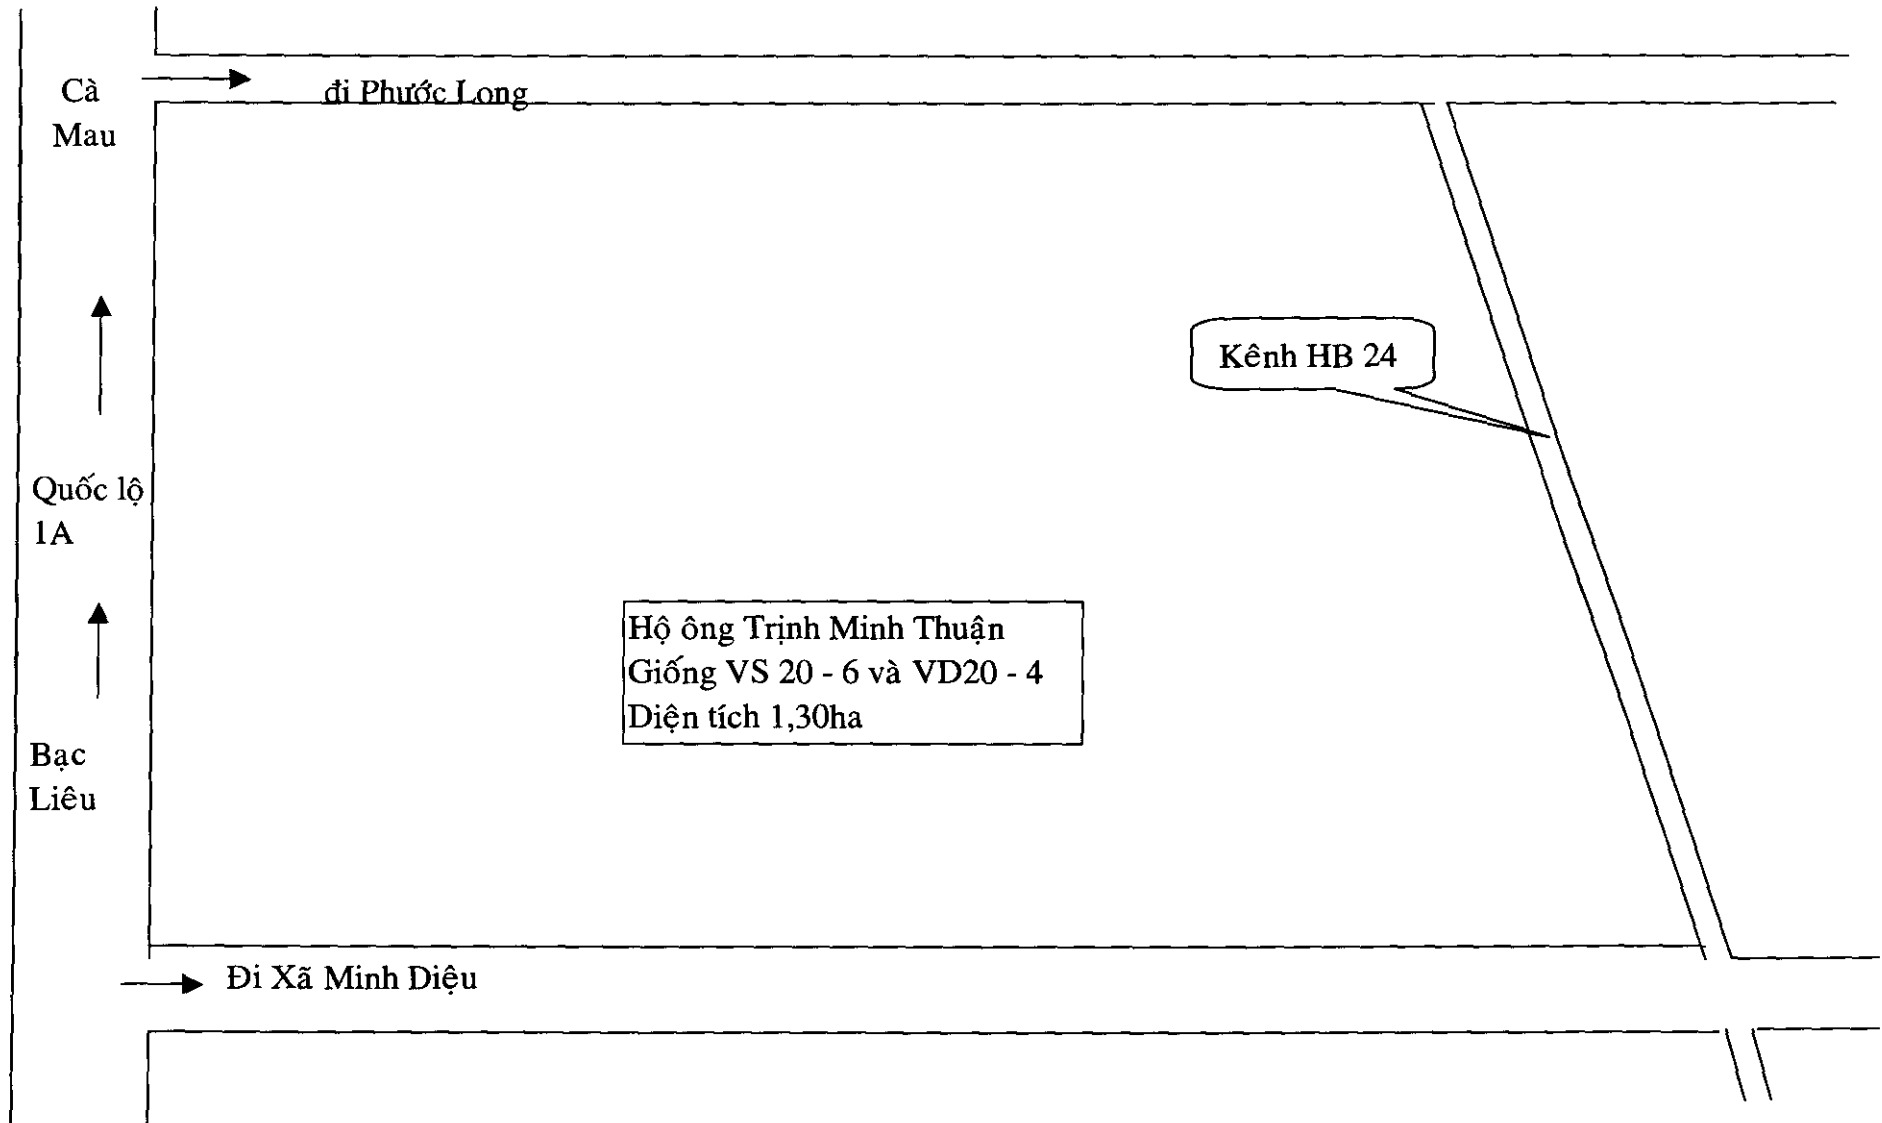 Cà
Mau
đi Phước Long
Kênh HB 24
Quốc lộ
1A
Hộ ông Trịnh Minh Thuận
Giống VS 20 - 6 và VD20 - 4
Diện tích 1,30ha
Bạc
Liêu
Đi Xã Minh Diệu